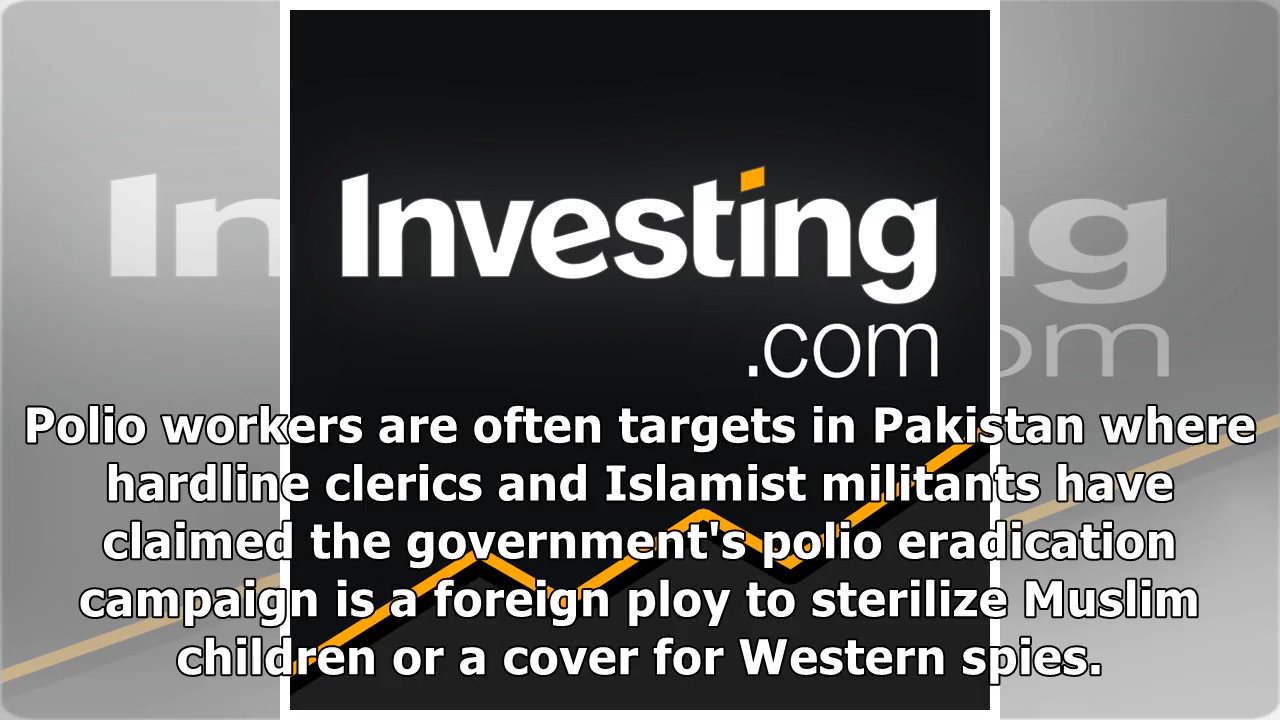 Investing
.com
Polio workers are often targets in Pakistan where
hardline clerics and Islamist militants have
claimed the government's polio eradication
campaign is a foreign ploy to sterilize Muslim
children or a cover for Western spies.